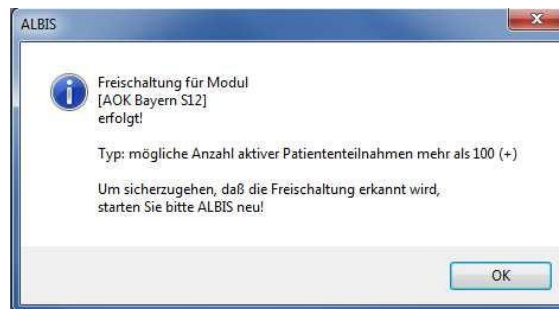 ALBIS
Freischaltung für Modul
[AOK Bayern S12]
erfolgt!
Typ: mögliche Anzahl aktiver Patiententeilnahmen mehr als 100 (+)
Um sicherzugehen, daß die Freischaltung erkannt wird,
starten Sie bitte ALBIS neu!
OK